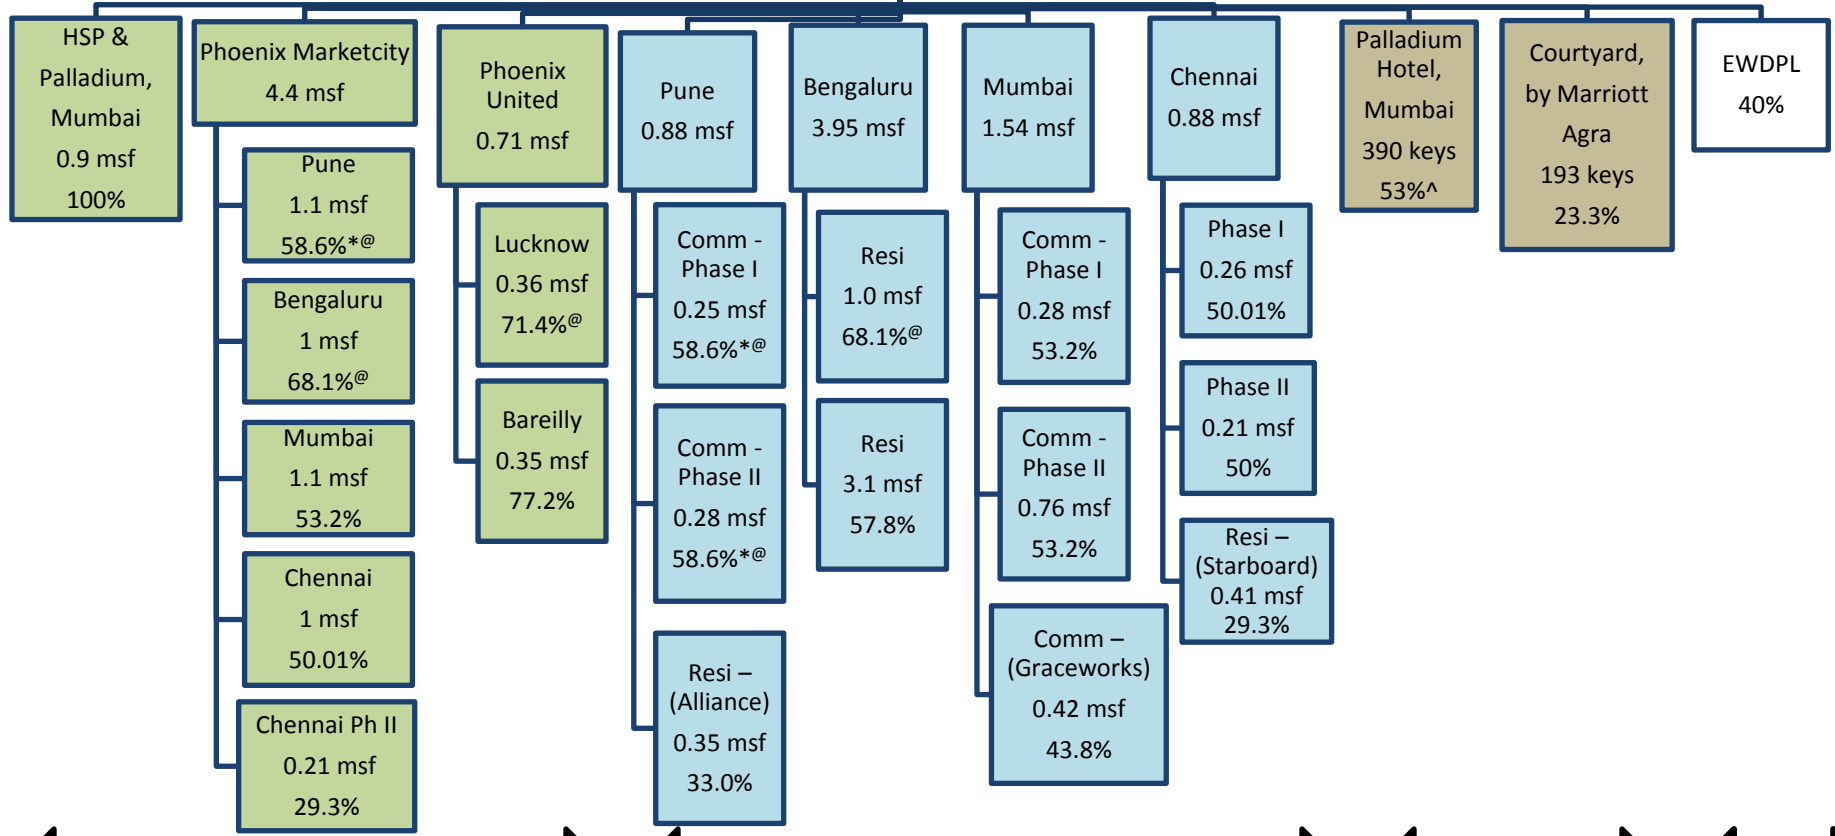 HSP &
Palladium,
Mumbai
0.9 msf
100%
Phoenix Marketcity
4.4 msf
Pune
1.1 msf
58.6%*@
Bengaluru
1 msf
68.1%@
Mumbai
1.1 msf
53.2%
Chennai
1 msf
50.01%
Chennai Ph II
0.21 msf
29.3%
Phoenix
United
0.71 msf
Lucknow
0.36 msf
71.4%@
Bareilly
0.35 msf
77.2%
Pune
0.88 msf
Comm -
Phase I
0.25 msf
58.6%*@
Comm -
Phase II
0.28 msf
58.6%*@
Resi –
(Alliance)
0.35 msf
33.0%
Bengaluru
3.95 msf
Resi
1.0 msf
68.1%@
Resi
3.1 msf
57.8%
Mumbai
1.54 msf
Comm -
Phase I
0.28 msf
53.2%
Comm -
Phase II
0.76 msf
53.2%
Comm –
(Graceworks)
0.42 msf
43.8%
Chennai
0.88 msf
Phase I
0.26 msf
50.01%
Phase II
0.21 msf
50%
Resi –
(Starboard)
0.41 msf
29.3%
Palladium
Hotel,
Mumbai
390 keys
53%^
Courtyard,
by Marriott
Agra
193 keys
23.3%
EWDPL
40%